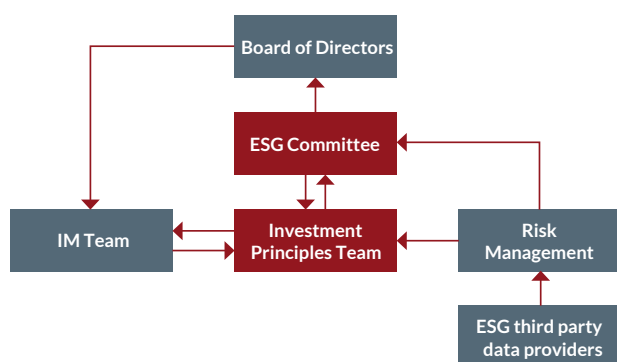 Board of Directors
ESG Committee
IM Team
Investment
Principles Team
Risk
Management
ESG third party
data providers